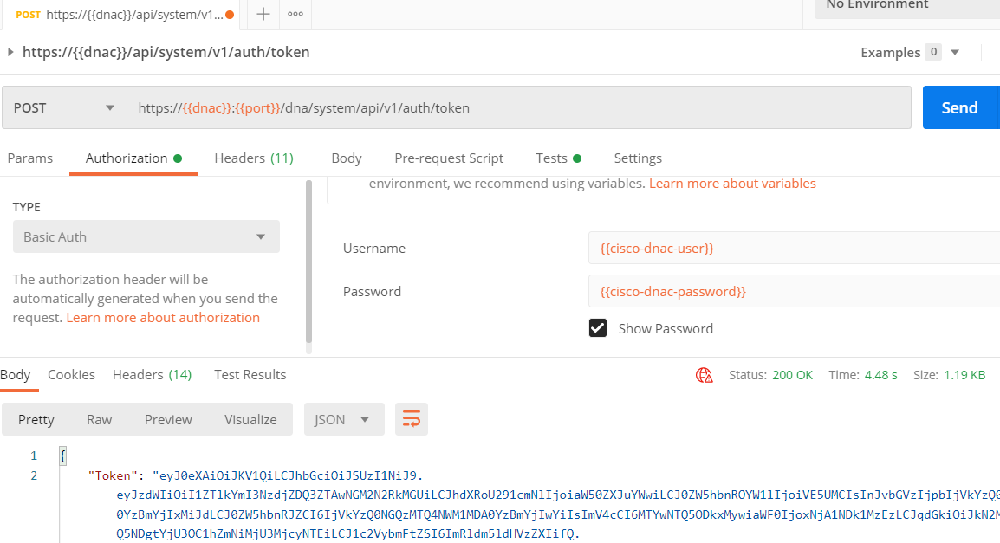 POST https://{{dnac}}/api/system/v1...
No Environment
https://{{dnac}}/api/system/v1/auth/token
Examples 0
POST https://{{dnac}}:{{port}}/dna/system/api/v1/auth/token Send
Params Authorization Headers (11) Body Pre-request Script Tests Settings
environment, we recommend using variables. Learn more about variables
TYPE
Basic Auth
The authorization header will be
automatically generated when you send the
request. Learn more about authorization
Username {{cisco-dnac-user}}
Password {{cisco-dnac-password}}
Show Password
Body Cookies Headers (14) Test Results Status: 200 OK Time: 4.48 s Size: 1.19 KB
Pretty Raw Preview Visualize JSON
1 {
2 "Token": "eyJ0eXAiOiJKV1QiLCJhbGciOiJSUzI1NiJ9.
eyJzdWIiOiI1ZTlkYmI3NzdjZDQ3ZTAwNGM2N2RkMGUiLCJhdXRoU291cmNlIjoiaW50ZXJuYWwiLCJ0ZW5hbnROYW1lIjoiVE5UMCIsInJvbGVzIjpbIjVkYzQ0
0YzBmYjIxMiJdLCJ0ZW5hbnRJZCI6IjVkYzQ0NGQzMTQ4NWM1MDA0YzBmYjIwYiIsImV4cCI6MTYwNTQ5ODkxMywiaWF0IjoxNjA1NDk1MzEzLCJqdGkiOiJkN2M
Q5NDgtYjU3OC1hZmNiMjU3MjcyNTEiLCJ1c2VybmFtZSI6ImRldm5ldHVzZXIifQ.